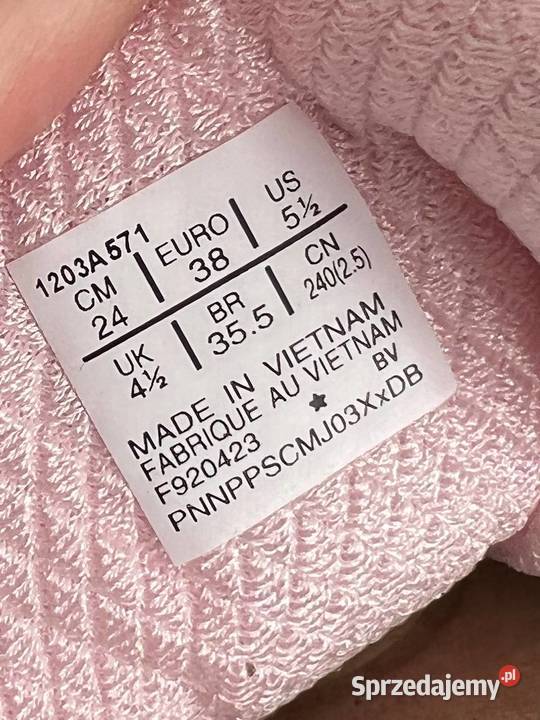 1203A571
CM | EURO | US
24 | 38 | 5½
UK | BR | CN
4½ | 35.5 | 240(2.5)
MADE IN VIETNAM
FABRIQUE AU VIETNAM
F920423 ★ BV
PNNPPSCMJ03XxDB
Sprzedajemy.pl